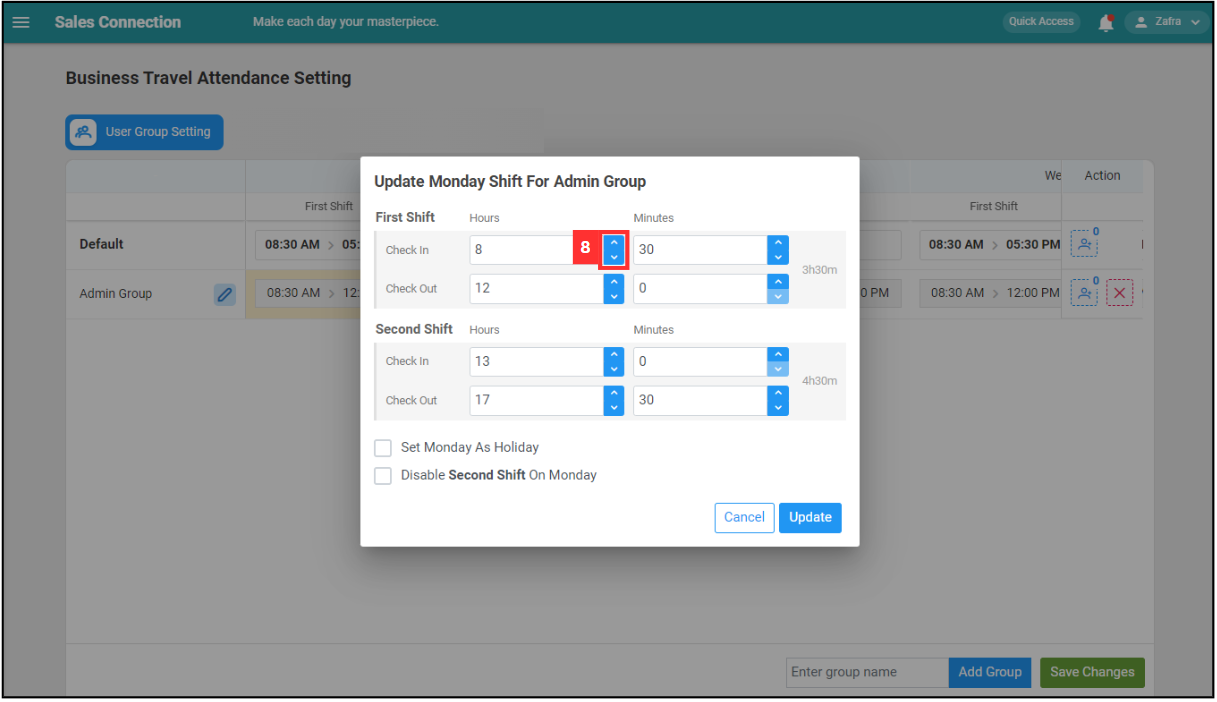 Sales Connection Make each day your masterpiece. Quick Access Zafra
Business Travel Attendance Setting
User Group Setting
We Action
First Shift First Shift
Default 08:30 AM > 05: 08:30 AM > 05:30 PM 0
Admin Group 08:30 AM > 12: 0 PM 08:30 AM > 12:00 PM 0
Update Monday Shift For Admin Group
First Shift Hours Minutes
Check In 8 8 30
3h30m
Check Out 12 0
Second Shift Hours Minutes
Check In 13 0
4h30m
Check Out 17 30
Set Monday As Holiday
Disable Second Shift On Monday
Cancel Update
Enter group name Add Group Save Changes